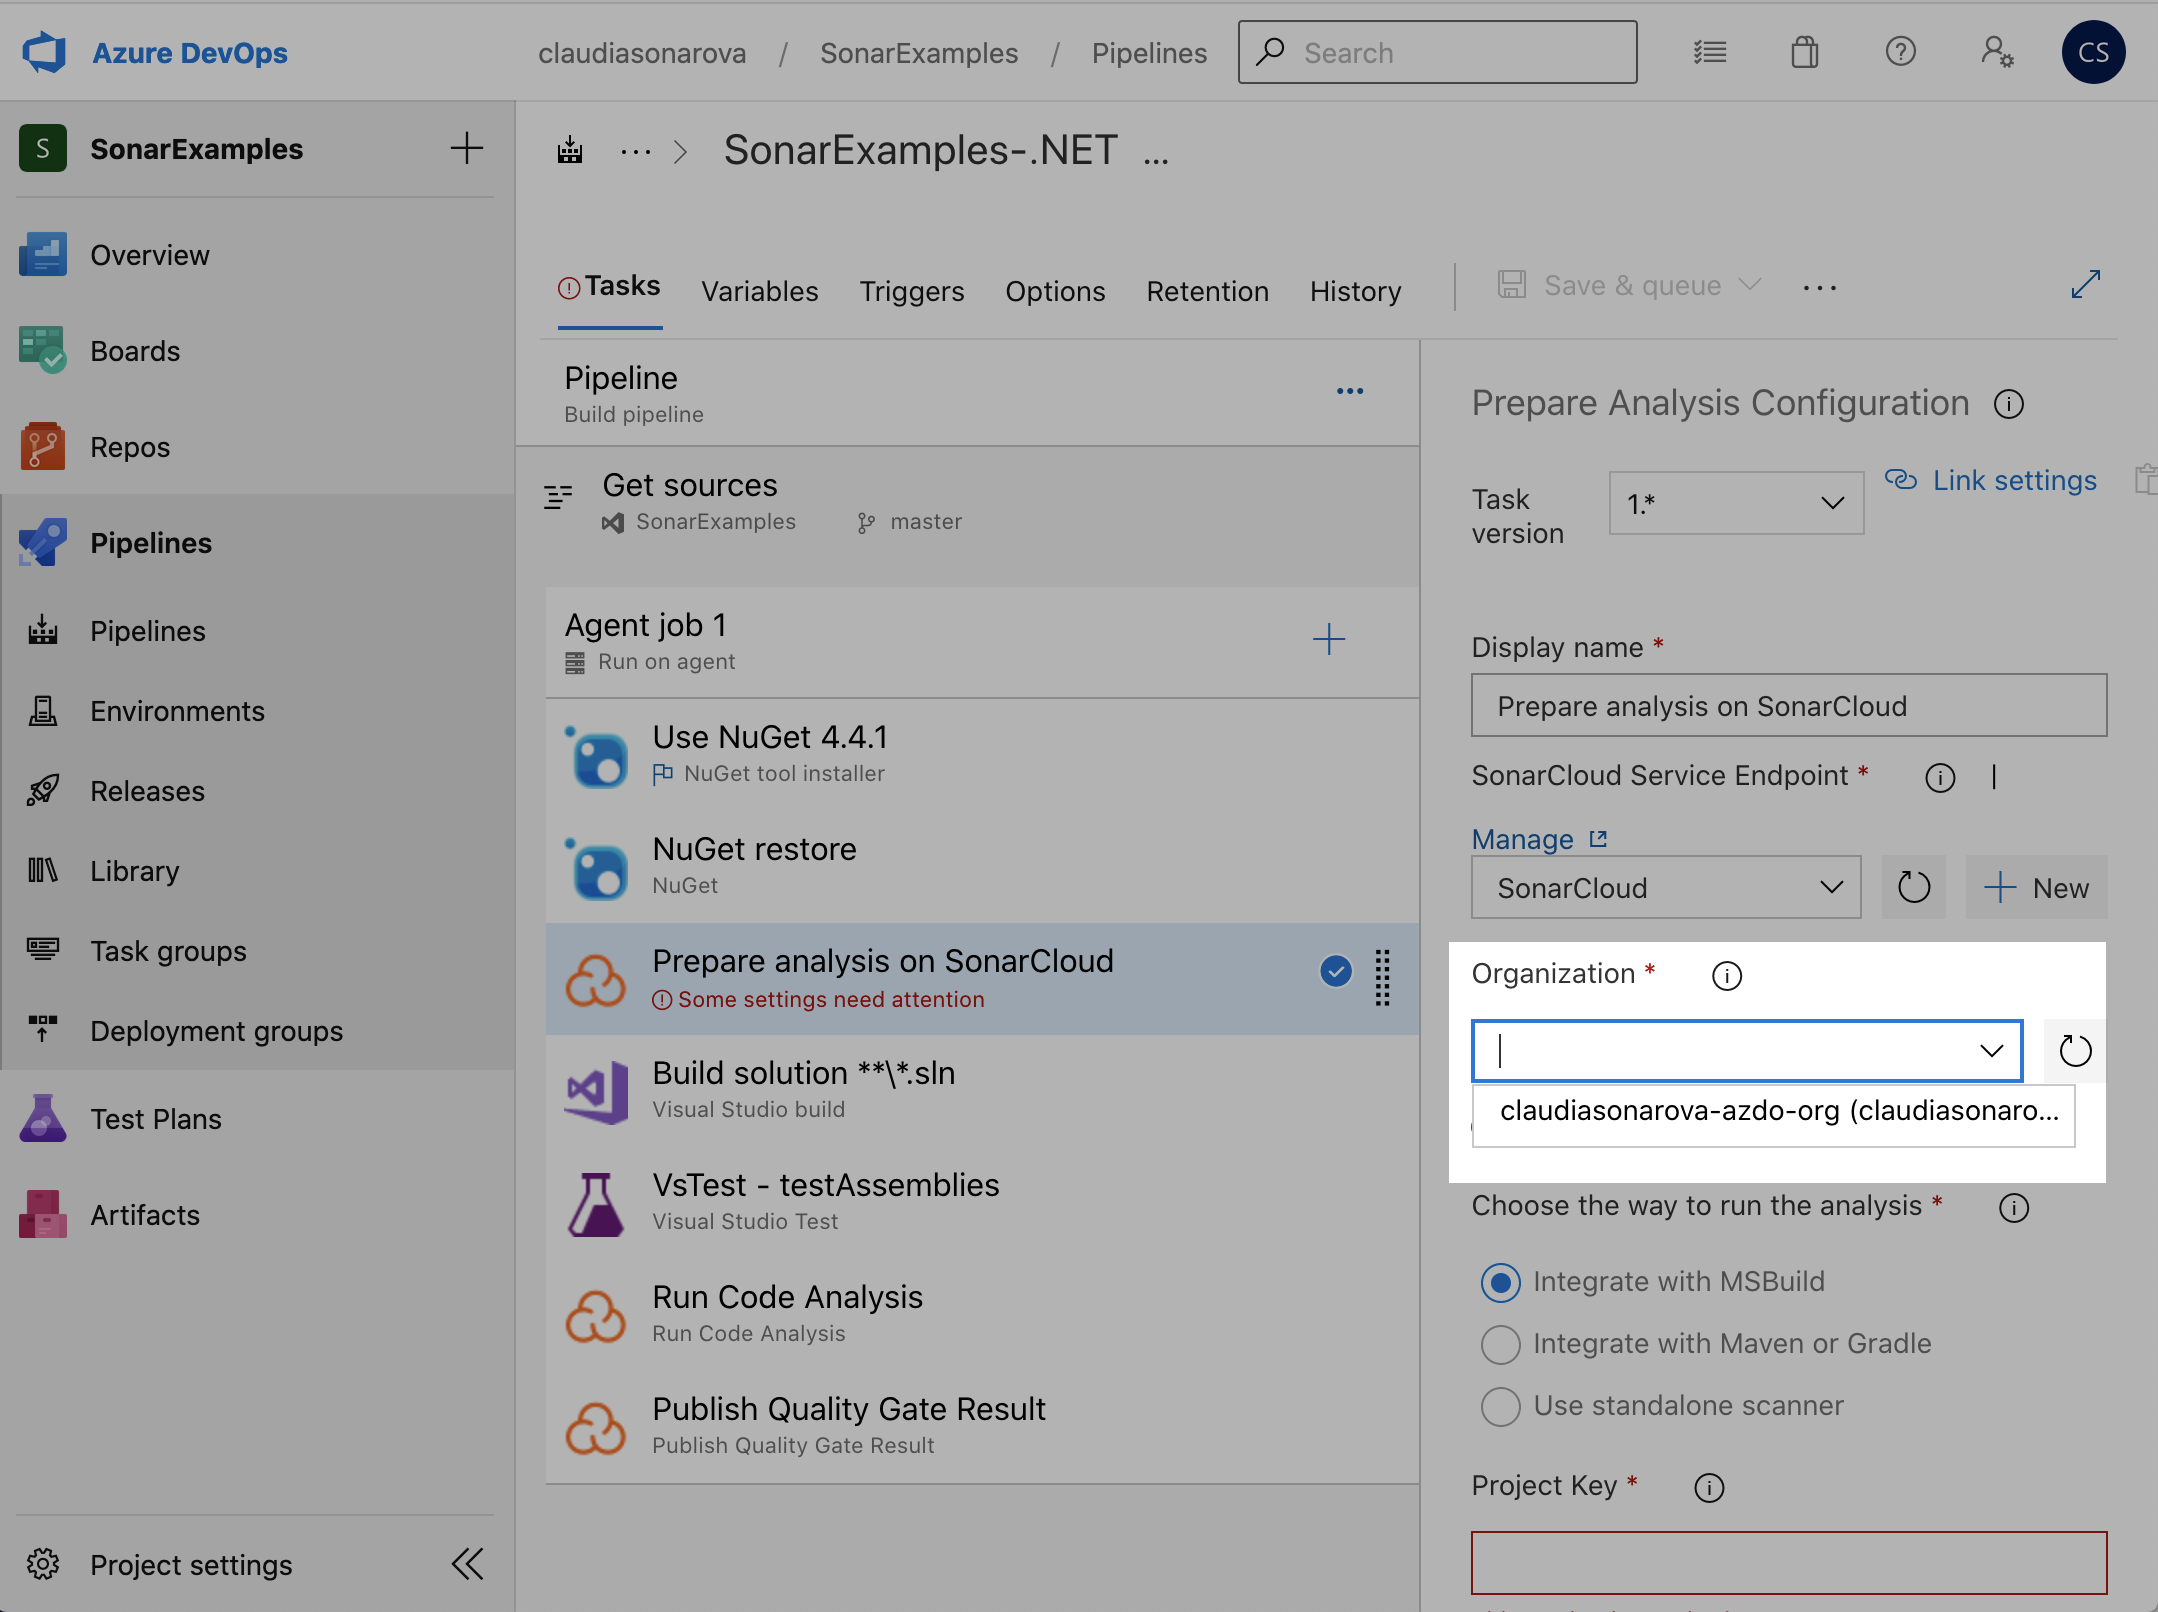 Azure DevOps
claudiasonarova / SonarExamples / Pipelines
Search
CS
S
SonarExamples
Overview
Boards
Repos
Pipelines
Pipelines
Environments
Releases
Library
Task groups
Deployment groups
Test Plans
Artifacts
Project settings
... > SonarExamples-.NET ...
Tasks Variables Triggers Options Retention History
Save & queue ...
Pipeline
Build pipeline
Get sources
SonarExamples master
Agent job 1
Run on agent
Use NuGet 4.4.1
NuGet tool installer
NuGet restore
NuGet
Prepare analysis on SonarCloud
Some settings need attention
Build solution **\*.sln
Visual Studio build
VsTest - testAssemblies
Visual Studio Test
Run Code Analysis
Run Code Analysis
Publish Quality Gate Result
Publish Quality Gate Result
Prepare Analysis Configuration
Task
version
1.*
Link settings
Display name *
Prepare analysis on SonarCloud
SonarCloud Service Endpoint * |
Manage
SonarCloud
New
Organization *
claudiasonarova-azdo-org (claudiasonaro...
Choose the way to run the analysis *
Integrate with MSBuild
Integrate with Maven or Gradle
Use standalone scanner
Project Key *